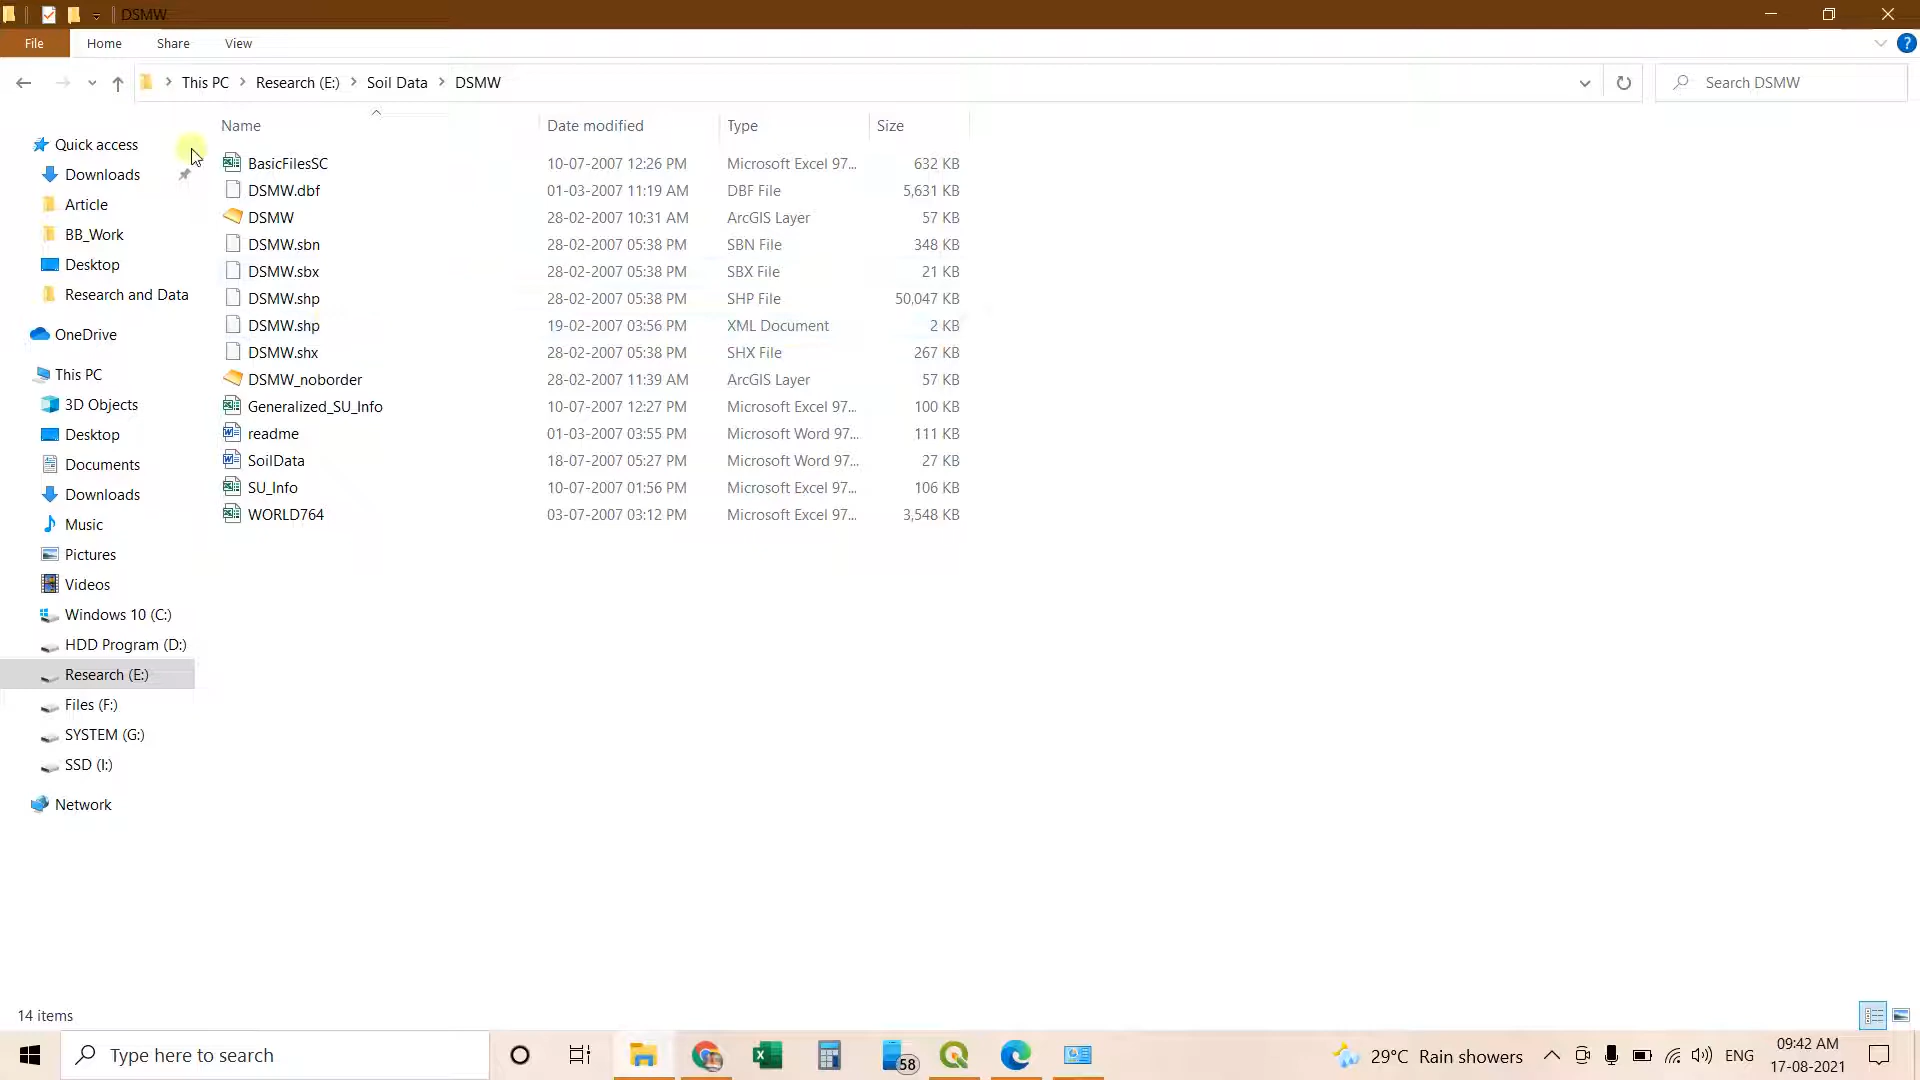 DSMW
File Home Share View
This PC Research (E:) Soil Data DSMW Search DSMW
Name Date modified Type Size
Quick access
Downloads
Article
BB_Work
Desktop
Research and Data
OneDrive
This PC
3D Objects
Desktop
Documents
Downloads
Music
Pictures
Videos
Windows 10 (C:)
HDD Program (D:)
Research (E:)
Files (F:)
SYSTEM (G:)
SSD (I:)
Network
BasicFilesSC 10-07-2007 12:26 PM Microsoft Excel 97... 632 KB
DSMW.dbf 01-03-2007 11:19 AM DBF File 5,631 KB
DSMW 28-02-2007 10:31 AM ArcGIS Layer 57 KB
DSMW.sbn 28-02-2007 05:38 PM SBN File 348 KB
DSMW.sbx 28-02-2007 05:38 PM SBX File 21 KB
DSMW.shp 28-02-2007 05:38 PM SHP File 50,047 KB
DSMW.shp 19-02-2007 03:56 PM XML Document 2 KB
DSMW.shx 28-02-2007 05:38 PM SHX File 267 KB
DSMW_noborder 28-02-2007 11:39 AM ArcGIS Layer 57 KB
Generalized_SU_Info 10-07-2007 12:27 PM Microsoft Excel 97... 100 KB
readme 01-03-2007 03:55 PM Microsoft Word 97... 111 KB
SoilData 18-07-2007 05:27 PM Microsoft Word 97... 27 KB
SU_Info 10-07-2007 01:56 PM Microsoft Excel 97... 106 KB
WORLD764 03-07-2007 03:12 PM Microsoft Excel 97... 3,548 KB
14 items
Type here to search
58
29°C Rain showers
ENG
09:42 AM
17-08-2021